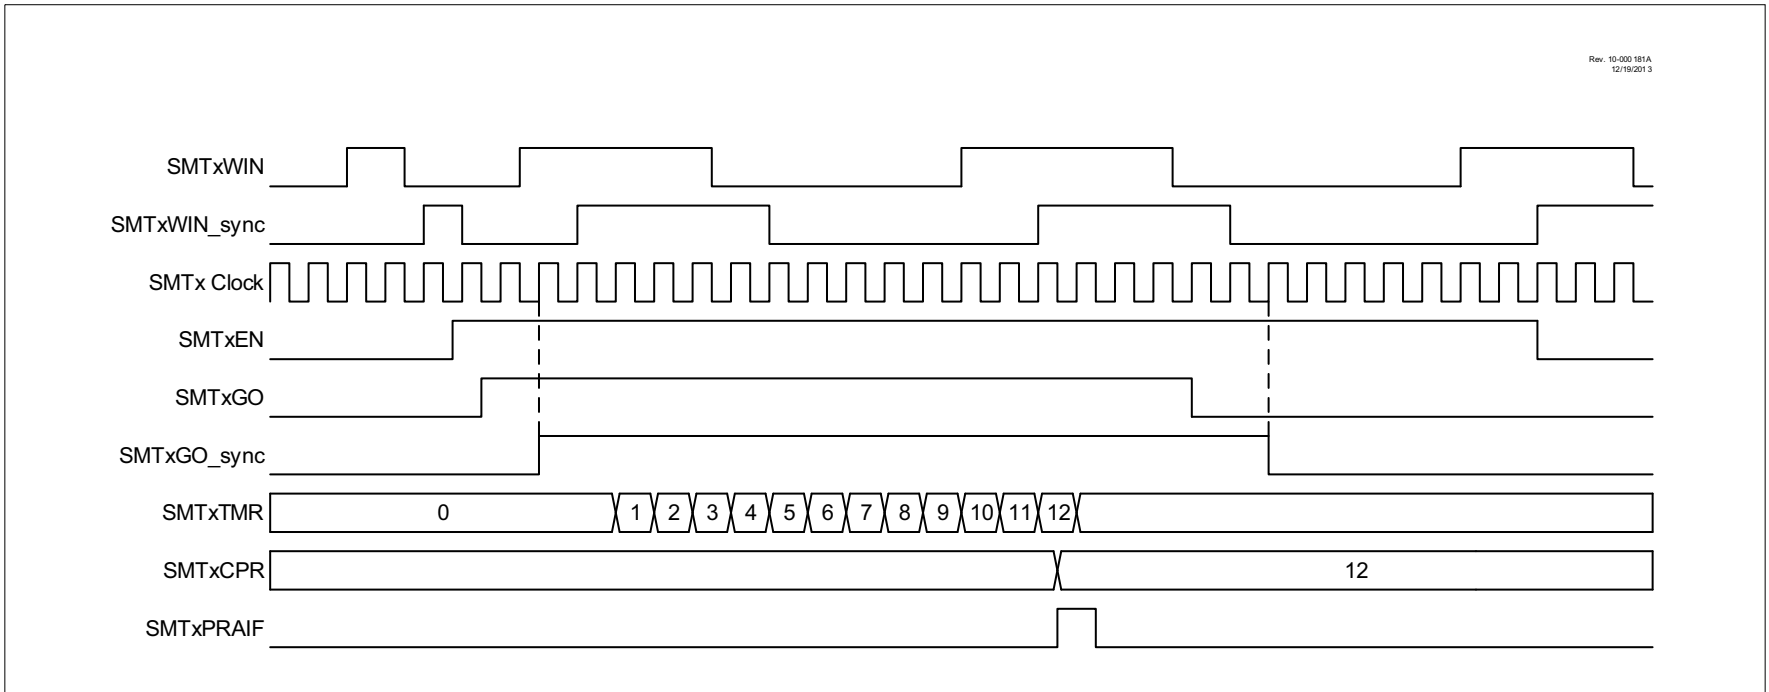 Rev. 10-000 181A
12/19/201 3
SMTxWIN
SMTxWIN_sync
SMTx Clock
SMTxEN
SMTxGO
SMTxGO_sync
SMTxTMR 0 1 2 3 4 5 6 7 8 9 10 11 12
SMTxCPR 12
SMTxPRAIF